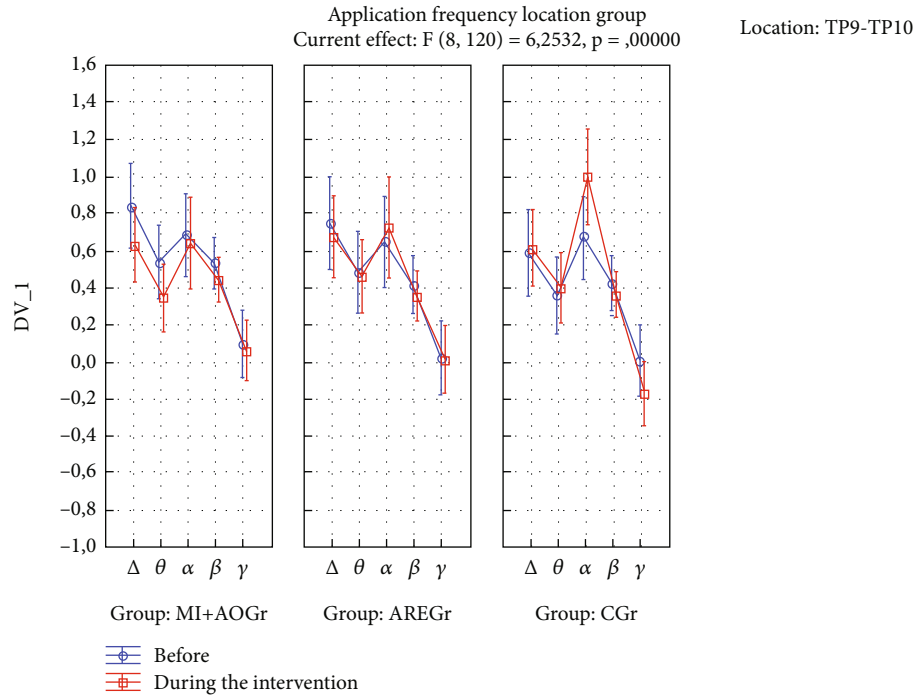 Application frequency location group
Current effect: F (8, 120) = 6,2532, p = ,00000
Location: TP9-TP10
DV_1
1,6
1,4
1,2
1,0
0,8
0,6
0,4
0,2
0,0
–0,2
–0,4
–0,6
–0,8
–1,0
Δ θ α β γ
Δ θ α β γ
Δ θ α β γ
Group: MI+AOGr
Group: AREGr
Group: CGr
Before
During the intervention